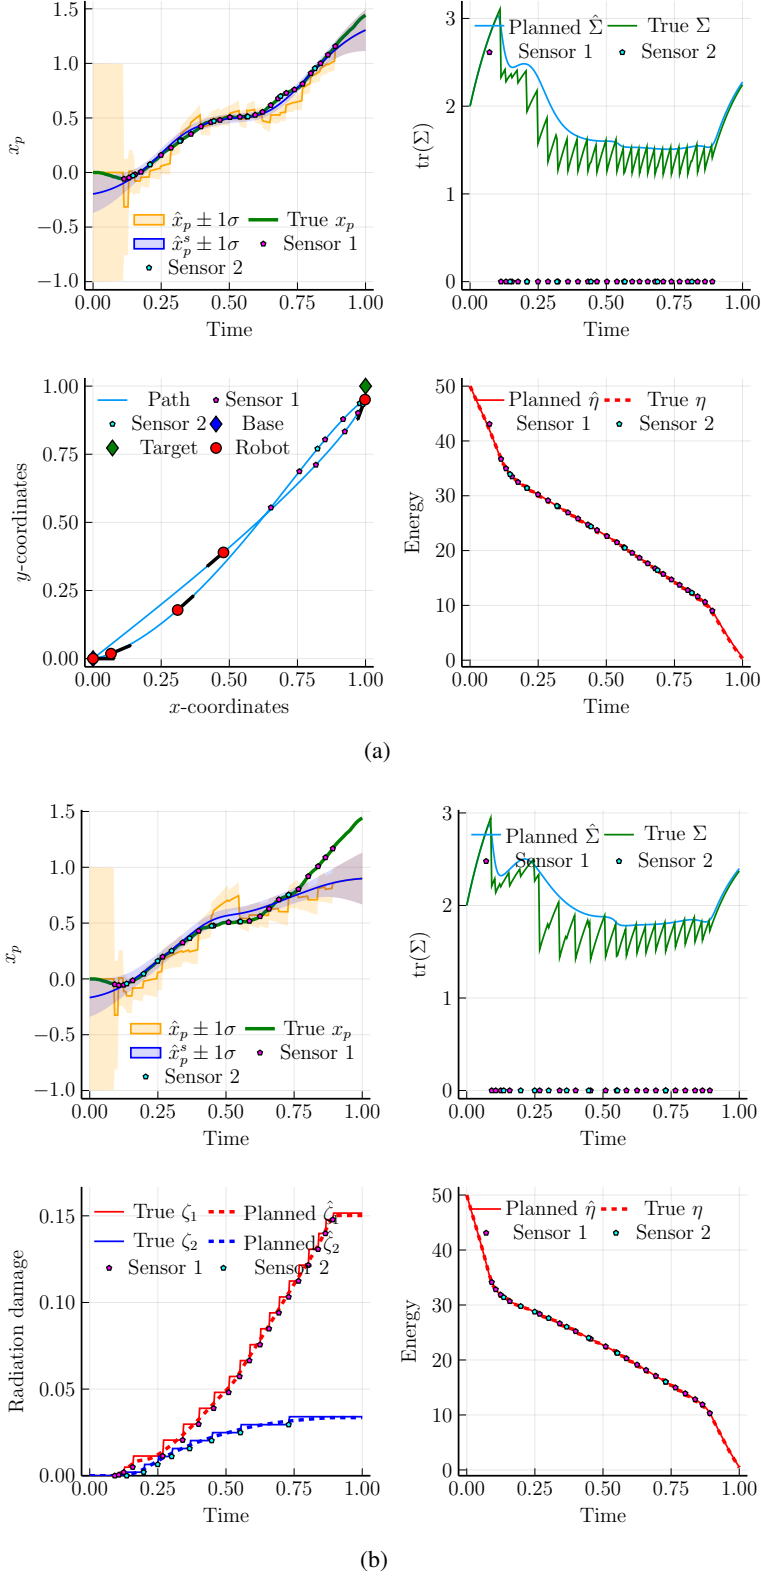 1.5
1.0
0.5
0.0
−0.5
−1.0
x_p
x̂_p ± 1σ True x_p
x̂_p^s ± 1σ Sensor 1
Sensor 2
0.00 0.25 0.50 0.75 1.00
Time
3
2
1
0
tr(Σ)
Planned Σ̂ True Σ
Sensor 1 Sensor 2
0.00 0.25 0.50 0.75 1.00
Time
1.00
0.75
0.50
0.25
0.00
y-coordinates
Path Sensor 1
Sensor 2 Base
Target Robot
0.00 0.25 0.50 0.75 1.00
x-coordinates
50
40
30
20
10
0
Energy
Planned η̂ True η
Sensor 1 Sensor 2
0.00 0.25 0.50 0.75 1.00
Time
(a)
1.5
1.0
0.5
0.0
−0.5
−1.0
x_p
x̂_p ± 1σ True x_p
x̂_p^s ± 1σ Sensor 1
Sensor 2
0.00 0.25 0.50 0.75 1.00
Time
3
2
1
0
tr(Σ)
Planned Σ̂ True Σ
Sensor 1 Sensor 2
0.00 0.25 0.50 0.75 1.00
Time
0.15
0.10
0.05
0.00
Radiation damage
True ζ₁ Planned ζ̂₁
True ζ₂ Planned ζ̂₂
Sensor 1 Sensor 2
0.00 0.25 0.50 0.75 1.00
Time
50
40
30
20
10
0
Energy
Planned η̂ True η
Sensor 1 Sensor 2
0.00 0.25 0.50 0.75 1.00
Time
(b)